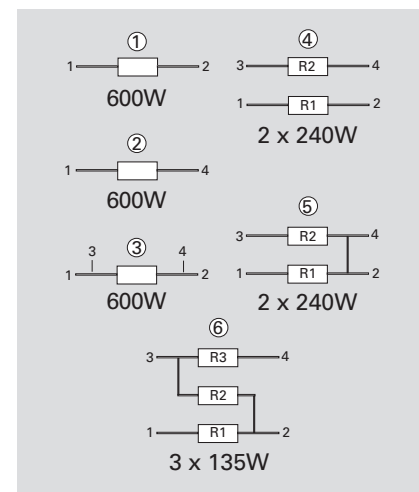 ①
1 2
600W
②
1 4
600W
③
3 4
1 2
600W
④
3 R2 4
1 R1 2
2 x 240W
⑤
3 R2 4
1 R1 2
2 x 240W
⑥
3 R3 4
R2
1 R1 2
3 x 135W